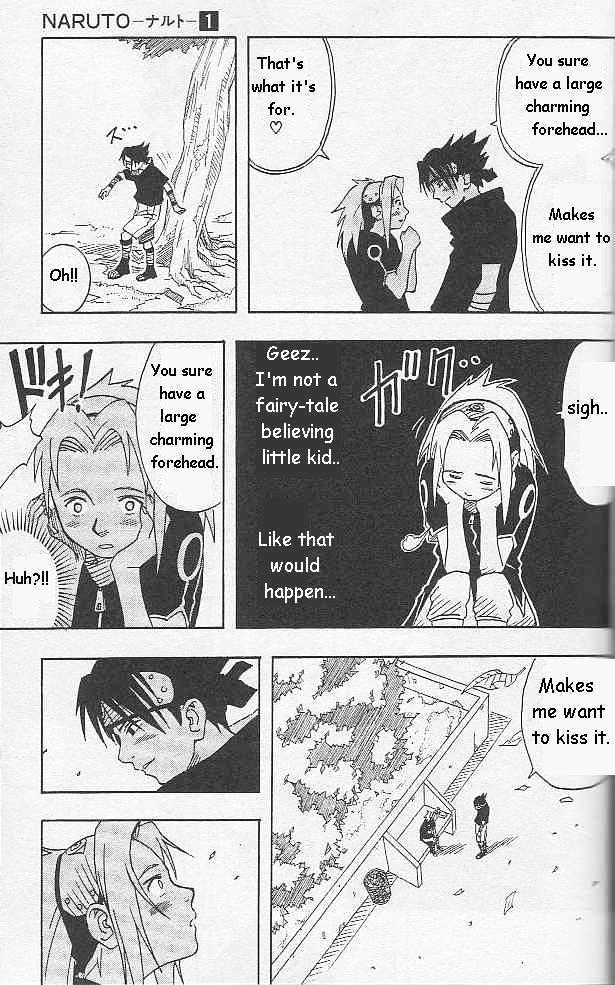 NARUTO—ナルト—1
You sure
have a large
charming
forehead...
Makes
me want to
kiss it.
That's
what it's
for.
♡
ズ...
Oh!!
sigh..
ガク..
Geez..
I'm not a
fairy-tale
believing
little kid..
Like that
would
happen...
You sure
have a
large
charming
forehead.
ドキ!
Huh?!!
Makes
me want
to kiss it.